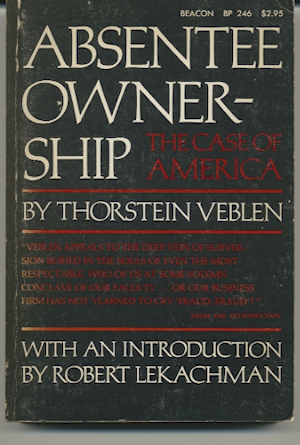 BEACON BP 246 $2.95
ABSENTEE
OWNER-
SHIP THE CASE OF
AMERICA
BY THORSTEIN VEBLEN
"VEBLEN APPEALS TO THE DEEP VEIN OF SUBVER-
SION BURIED IN THE SOULS OF EVEN THE MOST
RESPECTABLE. WHO OF US AT SOME SOLEMN
CONCLAVE OF OUR FACULTY . . . OR OUR BUSINESS
FIRM HAS NOT YEARNED TO CRY, 'FRAUD, FRAUD'?"
FROM THE INTRODUCTION
WITH AN INTRODUCTION
BY ROBERT LEKACHMAN